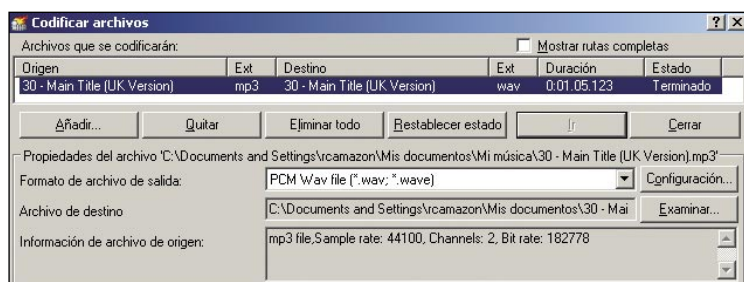 Codificar archivos
Archivos que se codificarán: Mostrar rutas completas
Origen Ext Destino Ext Duración Estado
30 - Main Title (UK Version) mp3 30 - Main Title (UK Version) wav 0:01.05.123 Terminado
Añadir... Quitar Eliminar todo Restablecer estado Ir Cerrar
Propiedades del archivo 'C:\Documents and Settings\rcamazon\Mis documentos\Mi música\30 - Main Title (UK Version).mp3'
Formato de archivo de salida: PCM Wav file (*.wav; *.wave) Configuración...
Archivo de destino C:\Documents and Settings\rcamazon\Mis documentos\30 - Mai Examinar...
Información de archivo de origen: mp3 file,Sample rate: 44100, Channels: 2, Bit rate: 182778